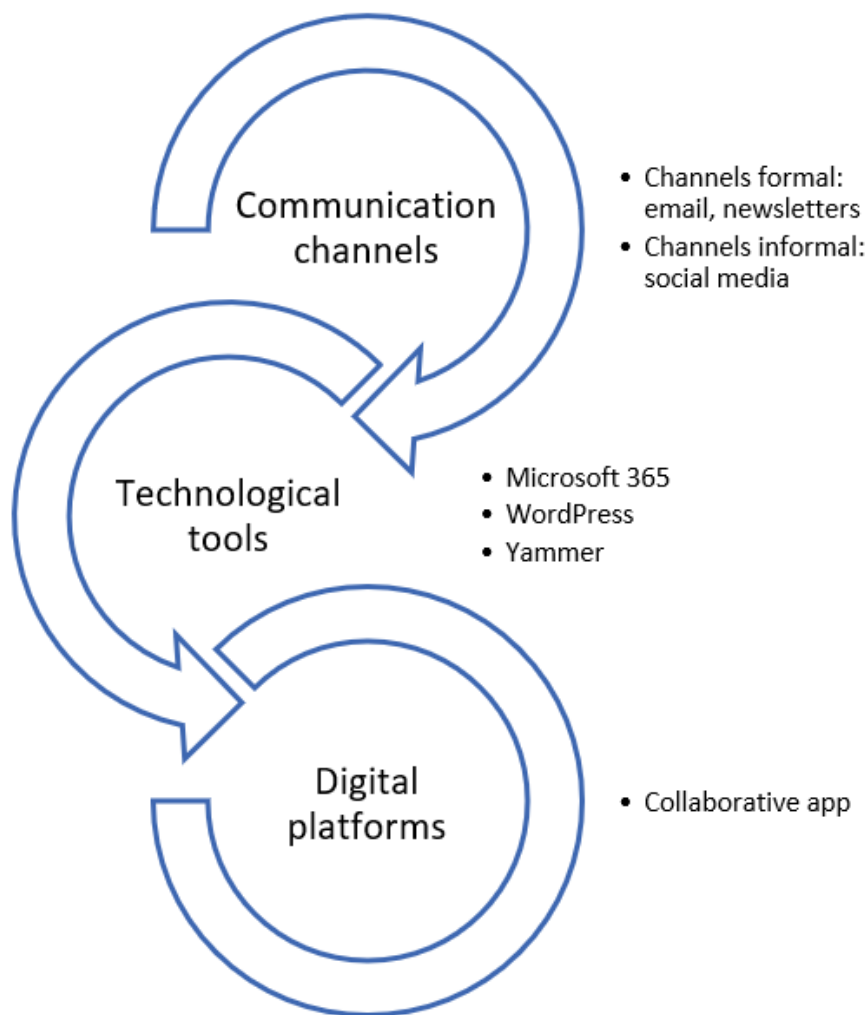 Communication
channels
• Channels formal:
email, newsletters
• Channels informal:
social media
Technological
tools
• Microsoft 365
• WordPress
• Yammer
Digital
platforms
• Collaborative app